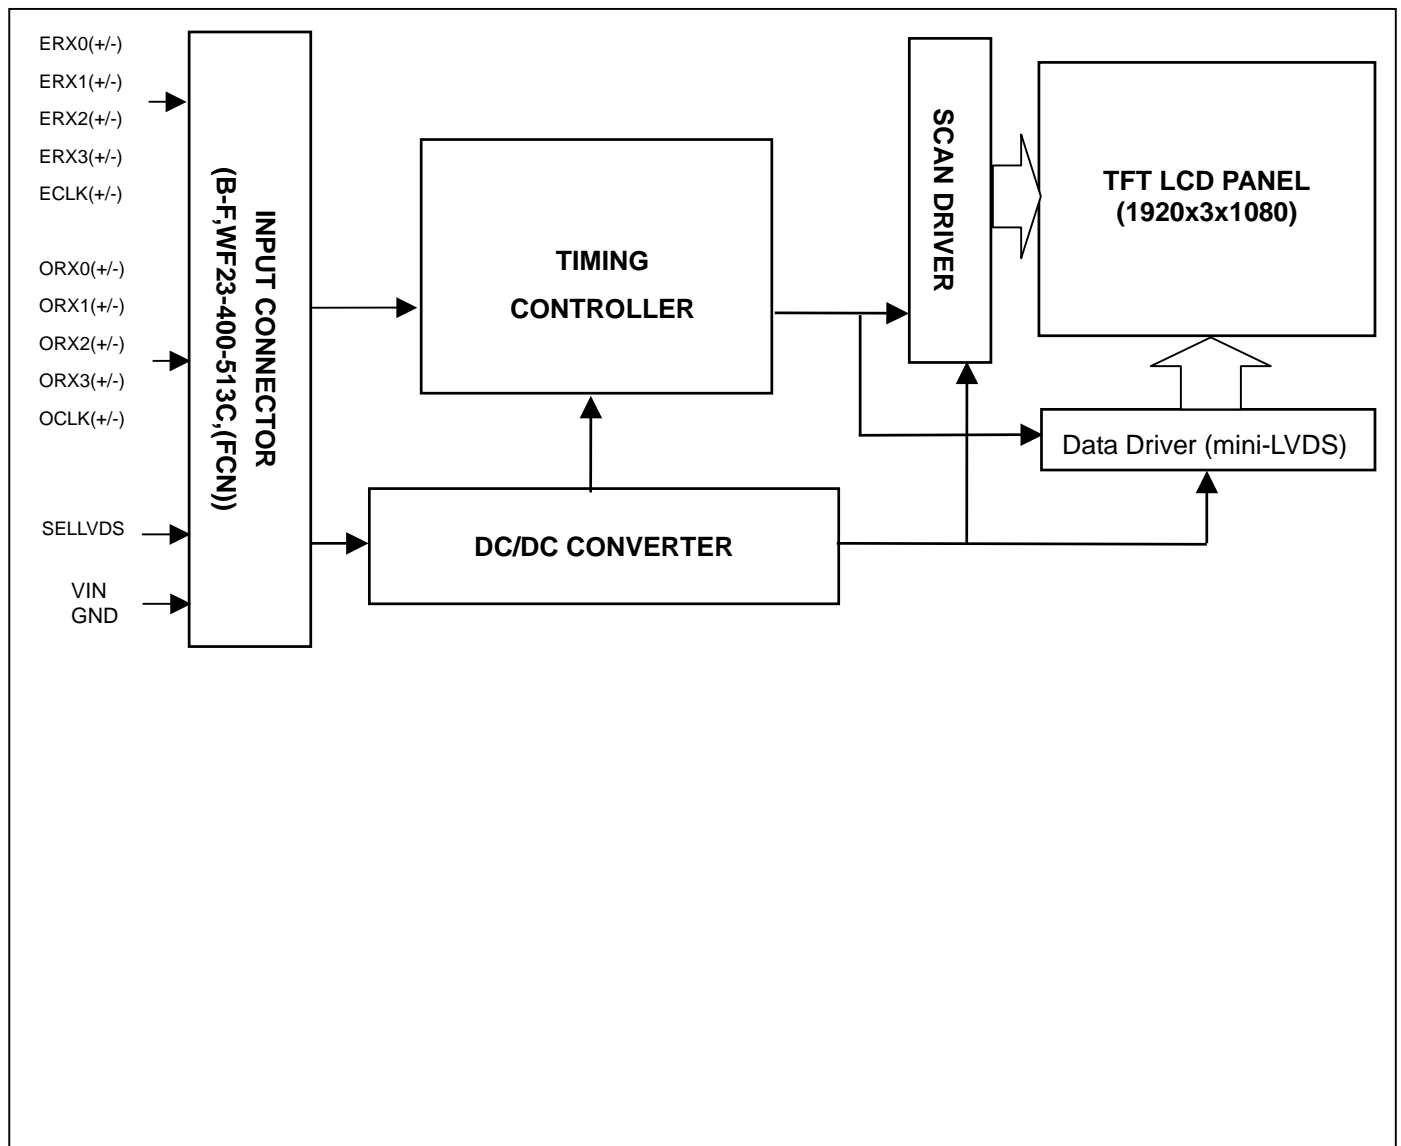 ERX0(+/-)
ERX1(+/-)
ERX2(+/-)
ERX3(+/-)
ECLK(+/-)
ORX0(+/-)
ORX1(+/-)
ORX2(+/-)
ORX3(+/-)
OCLK(+/-)
SELLVDS
VIN
GND
INPUT CONNECTOR
(B-F,WF23-400-513C,(FCN))
TIMING
CONTROLLER
DC/DC CONVERTER
SCAN DRIVER
TFT LCD PANEL
(1920x3x1080)
Data Driver (mini-LVDS)